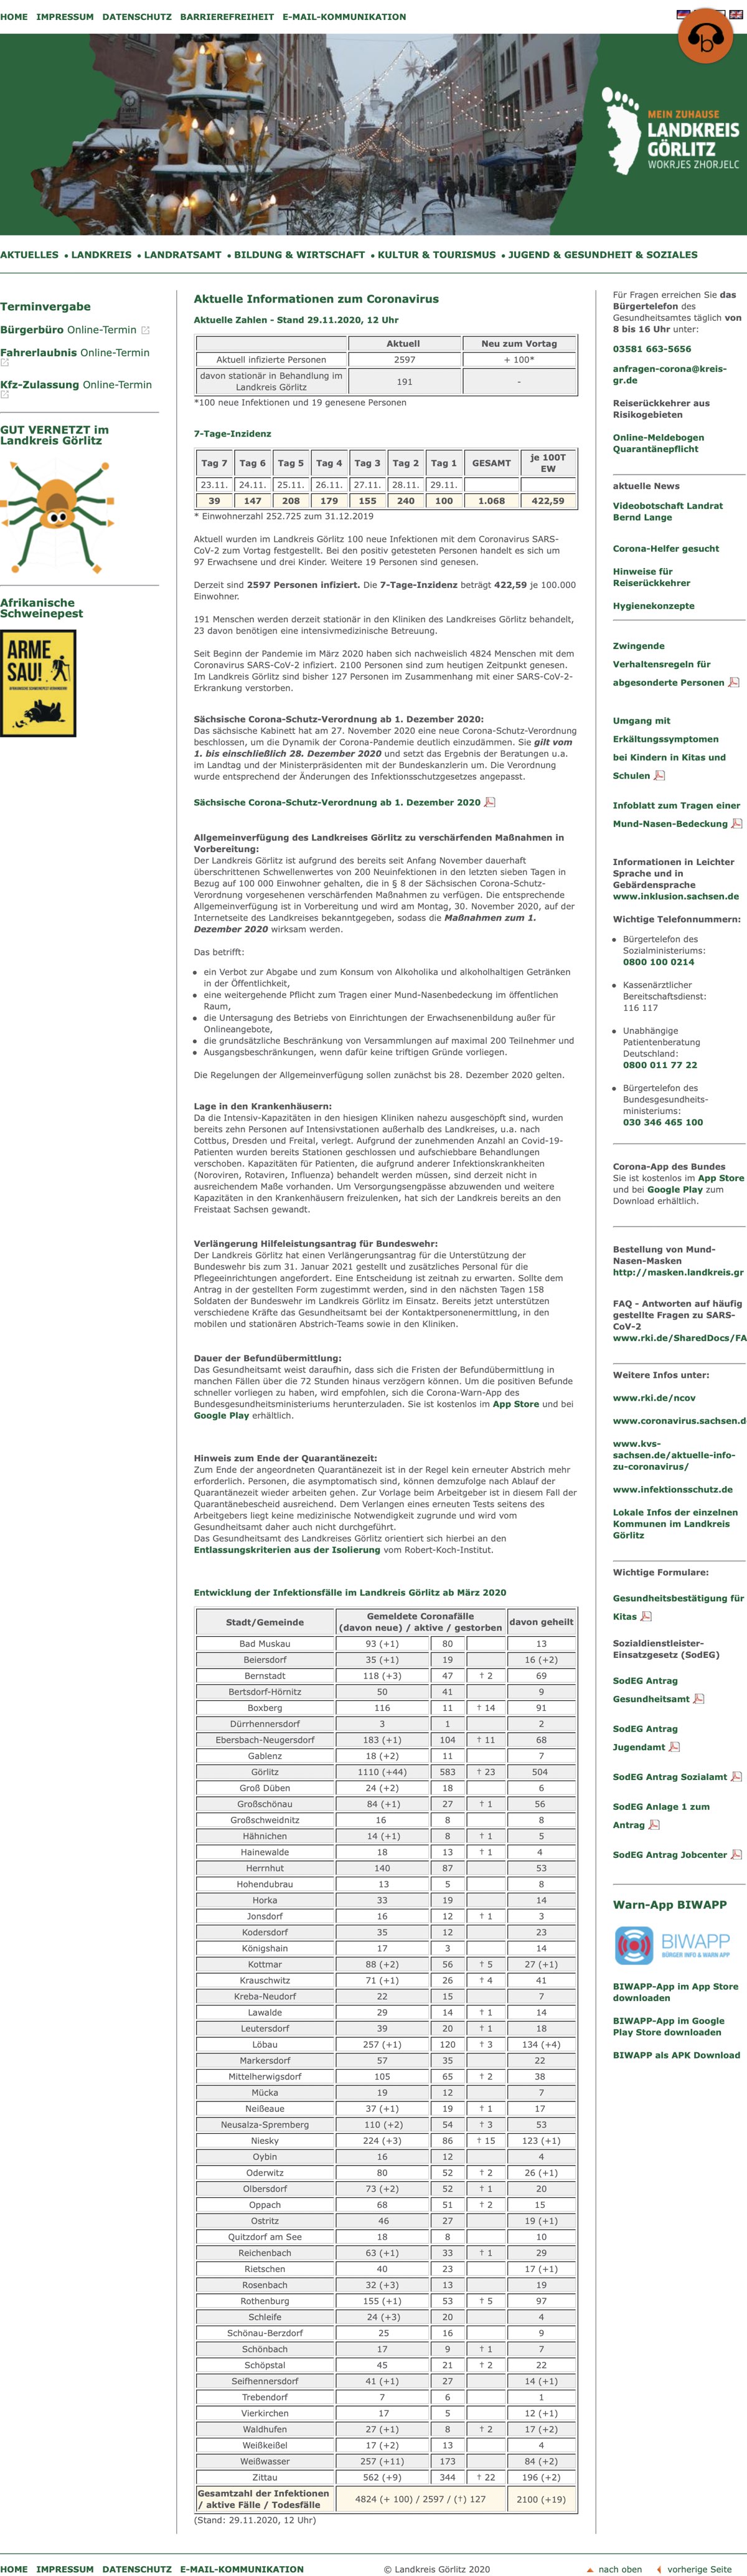 HOME IMPRESSUM DATENSCHUTZ BARRIEREFREIHEIT E-MAIL-KOMMUNIKATION
MEIN ZUHAUSE
LANDKREIS
GÖRLITZ
WOKRJES ZHORJELC
AKTUELLES • LANDKREIS • LANDRATSAMT • BILDUNG & WIRTSCHAFT • KULTUR & TOURISMUS • JUGEND & GESUNDHEIT & SOZIALES
Terminvergabe
Bürgerbüro Online-Termin
Fahrerlaubnis Online-Termin
Kfz-Zulassung Online-Termin
GUT VERNETZT im
Landkreis Görlitz
Afrikanische
Schweinepest
ARME
SAU!
Aktuelle Informationen zum Coronavirus
Aktuelle Zahlen - Stand 29.11.2020, 12 Uhr
Aktuell Neu zum Vortag
Aktuell infizierte Personen 2597 + 100*
davon stationär in Behandlung im
Landkreis Görlitz 191 -
*100 neue Infektionen und 19 genesene Personen
7-Tage-Inzidenz
Tag 7 Tag 6 Tag 5 Tag 4 Tag 3 Tag 2 Tag 1 GESAMT je 100T
EW
23.11. 24.11. 25.11. 26.11. 27.11. 28.11. 29.11.
39 147 208 179 155 240 100 1.068 422,59
* Einwohnerzahl 252.725 zum 31.12.2019
Aktuell wurden im Landkreis Görlitz 100 neue Infektionen mit dem Coronavirus SARS-
CoV-2 zum Vortag festgestellt. Bei den positiv getesteten Personen handelt es sich um
97 Erwachsene und drei Kinder. Weitere 19 Personen sind genesen.
Derzeit sind 2597 Personen infiziert. Die 7-Tage-Inzidenz beträgt 422,59 je 100.000
Einwohner.
191 Menschen werden derzeit stationär in den Kliniken des Landkreises Görlitz behandelt,
23 davon benötigen eine intensivmedizinische Betreuung.
Seit Beginn der Pandemie im März 2020 haben sich nachweislich 4824 Menschen mit dem
Coronavirus SARS-CoV-2 infiziert. 2100 Personen sind zum heutigen Zeitpunkt genesen.
Im Landkreis Görlitz sind bisher 127 Personen im Zusammenhang mit einer SARS-CoV-2-
Erkrankung verstorben.
Sächsische Corona-Schutz-Verordnung ab 1. Dezember 2020:
Das sächsische Kabinett hat am 27. November 2020 eine neue Corona-Schutz-Verordnung
beschlossen, um die Dynamik der Corona-Pandemie deutlich einzudämmen. Sie gilt vom
1. bis einschließlich 28. Dezember 2020 und setzt das Ergebnis der Beratungen u.a.
im Landtag und der Ministerpräsidenten mit der Bundeskanzlerin um. Die Verordnung
wurde entsprechend der Änderungen des Infektionsschutzgesetzes angepasst.
Sächsische Corona-Schutz-Verordnung ab 1. Dezember 2020
Allgemeinverfügung des Landkreises Görlitz zu verschärfenden Maßnahmen in
Vorbereitung:
Der Landkreis Görlitz ist aufgrund des bereits seit Anfang November dauerhaft
überschrittenen Schwellenwertes von 200 Neuinfektionen in den letzten sieben Tagen in
Bezug auf 100 000 Einwohner gehalten, die in § 8 der Sächsischen Corona-Schutz-
Verordnung vorgesehenen verschärfenden Maßnahmen zu verfügen. Die entsprechende
Allgemeinverfügung ist in Vorbereitung und wird am Montag, 30. November 2020, auf der
Internetseite des Landkreises bekanntgegeben, sodass die Maßnahmen zum 1.
Dezember 2020 wirksam werden.
Das betrifft:
• ein Verbot zur Abgabe und zum Konsum von Alkoholika und alkoholhaltigen Getränken
in der Öffentlichkeit,
• eine weitergehende Pflicht zum Tragen einer Mund-Nasenbedeckung im öffentlichen
Raum,
• die Untersagung des Betriebs von Einrichtungen der Erwachsenenbildung außer für
Onlineangebote,
• die grundsätzliche Beschränkung von Versammlungen auf maximal 200 Teilnehmer und
• Ausgangsbeschränkungen, wenn dafür keine triftigen Gründe vorliegen.
Die Regelungen der Allgemeinverfügung sollen zunächst bis 28. Dezember 2020 gelten.
Lage in den Krankenhäusern:
Da die Intensiv-Kapazitäten in den hiesigen Kliniken nahezu ausgeschöpft sind, wurden
bereits zehn Personen auf Intensivstationen außerhalb des Landkreises, u.a. nach
Cottbus, Dresden und Freital, verlegt. Aufgrund der zunehmenden Anzahl an Covid-19-
Patienten wurden bereits Stationen geschlossen und aufschiebbare Behandlungen
verschoben. Kapazitäten für Patienten, die aufgrund anderer Infektionskrankheiten
(Noroviren, Rotaviren, Influenza) behandelt werden müssen, sind derzeit nicht in
ausreichendem Maße vorhanden. Um Versorgungsengpässe abzuwenden und weitere
Kapazitäten in den Krankenhäusern freizulenken, hat sich der Landkreis bereits an den
Freistaat Sachsen gewandt.
Verlängerung Hilfeleistungsantrag für Bundeswehr:
Der Landkreis Görlitz hat einen Verlängerungsantrag für die Unterstützung der
Bundeswehr bis zum 31. Januar 2021 gestellt und zusätzliches Personal für die
Pflegeeinrichtungen angefordert. Eine Entscheidung ist zeitnah zu erwarten. Sollte dem
Antrag in der gestellten Form zugestimmt werden, sind in den nächsten Tagen 158
Soldaten der Bundeswehr im Landkreis Görlitz im Einsatz. Bereits jetzt unterstützen
verschiedene Kräfte das Gesundheitsamt bei der Kontaktpersonenermittlung, in den
mobilen und stationären Abstrich-Teams sowie in den Kliniken.
Dauer der Befundübermittlung:
Das Gesundheitsamt weist daraufhin, dass sich die Fristen der Befundübermittlung in
manchen Fällen über die 72 Stunden hinaus verzögern können. Um die positiven Befunde
schneller vorliegen zu haben, wird empfohlen, sich die Corona-Warn-App des
Bundesgesundheitsministeriums herunterzuladen. Sie ist kostenlos im App Store und bei
Google Play erhältlich.
Hinweis zum Ende der Quarantänezeit:
Zum Ende der angeordneten Quarantänezeit ist in der Regel kein erneuter Abstrich mehr
erforderlich. Personen, die asymptomatisch sind, können demzufolge nach Ablauf der
Quarantänezeit wieder arbeiten gehen. Zur Vorlage beim Arbeitgeber ist in diesem Fall der
Quarantänebescheid ausreichend. Dem Verlangen eines erneuten Tests seitens des
Arbeitgebers liegt keine medizinische Notwendigkeit zugrunde und wird vom
Gesundheitsamt daher auch nicht durchgeführt.
Das Gesundheitsamt des Landkreises Görlitz orientiert sich hierbei an den
Entlassungskriterien aus der Isolierung vom Robert-Koch-Institut.
Entwicklung der Infektionsfälle im Landkreis Görlitz ab März 2020
Stadt/Gemeinde Gemeldete Coronafälle
(davon neue) / aktive / gestorben davon geheilt
Bad Muskau 93 (+1) 80 13
Beiersdorf 35 (+1) 19 16 (+2)
Bernstadt 118 (+3) 47 † 2 69
Bertsdorf-Hörnitz 50 41 9
Boxberg 116 11 † 14 91
Dürrhennersdorf 3 1 2
Ebersbach-Neugersdorf 183 (+1) 104 † 11 68
Gablenz 18 (+2) 11 7
Görlitz 1110 (+44) 583 † 23 504
Groß Düben 24 (+2) 18 6
Großschönau 84 (+1) 27 † 1 56
Großschweidnitz 16 8 8
Hähnichen 14 (+1) 8 † 1 5
Hainewalde 18 13 † 1 4
Herrnhut 140 87 53
Hohendubrau 13 5 8
Horka 33 19 14
Jonsdorf 16 12 † 1 3
Kodersdorf 35 12 23
Königshain 17 3 14
Kottmar 88 (+2) 56 † 5 27 (+1)
Krauschwitz 71 (+1) 26 † 4 41
Kreba-Neudorf 22 15 7
Lawalde 29 14 † 1 14
Leutersdorf 39 20 † 1 18
Löbau 257 (+1) 120 † 3 134 (+4)
Markersdorf 57 35 22
Mittelherwigsdorf 105 65 † 2 38
Mücka 19 12 7
Neißeaue 37 (+1) 19 † 1 17
Neusalza-Spremberg 110 (+2) 54 † 3 53
Niesky 224 (+3) 86 † 15 123 (+1)
Oybin 16 12 4
Oderwitz 80 52 † 2 26 (+1)
Olbersdorf 73 (+2) 52 † 1 20
Oppach 68 51 † 2 15
Ostritz 46 27 19 (+1)
Quitzdorf am See 18 8 10
Reichenbach 63 (+1) 33 † 1 29
Rietschen 40 23 17 (+1)
Rosenbach 32 (+3) 13 19
Rothenburg 155 (+1) 53 † 5 97
Schleife 24 (+3) 20 4
Schönau-Berzdorf 25 16 9
Schönbach 17 9 † 1 7
Schöpstal 45 21 † 2 22
Seifhennersdorf 41 (+1) 27 14 (+1)
Trebendorf 7 6 1
Vierkirchen 17 5 12 (+1)
Waldhufen 27 (+1) 8 † 2 17 (+2)
Weißkeißel 17 (+2) 13 4
Weißwasser 257 (+11) 173 84 (+2)
Zittau 562 (+9) 344 † 22 196 (+2)
Gesamtzahl der Infektionen
/ aktive Fälle / Todesfälle 4824 (+ 100) / 2597 / (†) 127 2100 (+19)
(Stand: 29.11.2020, 12 Uhr)
Für Fragen erreichen Sie das
Bürgertelefon des
Gesundheitsamtes täglich von
8 bis 16 Uhr unter:
03581 663-5656
anfragen-corona@kreis-
gr.de
Reiserückkehrer aus
Risikogebieten
Online-Meldebogen
Quarantänepflicht
aktuelle News
Videobotschaft Landrat
Bernd Lange
Corona-Helfer gesucht
Hinweise für
Reiserückkehrer
Hygienekonzepte
Zwingende
Verhaltensregeln für
abgesonderte Personen
Umgang mit
Erkältungssymptomen
bei Kindern in Kitas und
Schulen
Infoblatt zum Tragen einer
Mund-Nasen-Bedeckung
Informationen in Leichter
Sprache und in
Gebärdensprache
www.inklusion.sachsen.de
Wichtige Telefonnummern:
• Bürgertelefon des
Sozialministeriums:
0800 100 0214
• Kassenärztlicher
Bereitschaftsdienst:
116 117
• Unabhängige
Patientenberatung
Deutschland:
0800 011 77 22
• Bürgertelefon des
Bundesgesundheits-
ministeriums:
030 346 465 100
Corona-App des Bundes
Sie ist kostenlos im App Store
und bei Google Play zum
Download erhältlich.
Bestellung von Mund-
Nasen-Masken
http://masken.landkreis.gr
FAQ - Antworten auf häufig
gestellte Fragen zu SARS-
CoV-2
www.rki.de/SharedDocs/FA
Weitere Infos unter:
www.rki.de/ncov
www.coronavirus.sachsen.d
www.kvs-
sachsen.de/aktuelle-info-
zu-coronavirus/
www.infektionsschutz.de
Lokale Infos der einzelnen
Kommunen im Landkreis
Görlitz
Wichtige Formulare:
Gesundheitsbestätigung für
Kitas
Sozialdienstleister-
Einsatzgesetz (SodEG)
SodEG Antrag
Gesundheitsamt
SodEG Antrag
Jugendamt
SodEG Antrag Sozialamt
SodEG Anlage 1 zum
Antrag
SodEG Antrag Jobcenter
Warn-App BIWAPP
BIWAPP
BÜRGER INFO & WARN APP
BIWAPP-App im App Store
downloaden
BIWAPP-App im Google
Play Store downloaden
BIWAPP als APK Download
HOME IMPRESSUM DATENSCHUTZ E-MAIL-KOMMUNIKATION © Landkreis Görlitz 2020 nach oben vorherige Seite